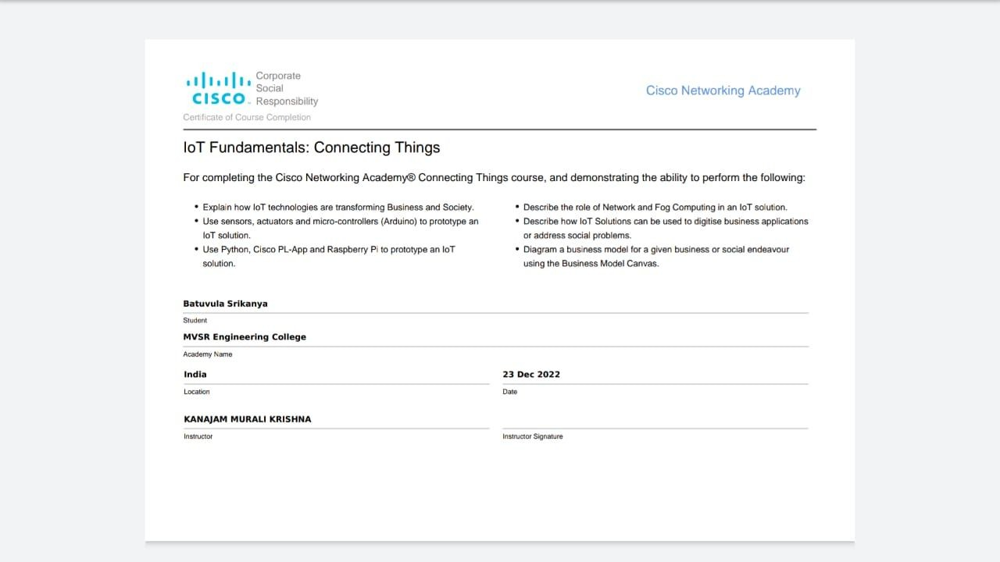 Corporate
Social
CISCO Responsibility
Cisco Networking Academy
Certificate of Course Completion
IoT Fundamentals: Connecting Things
For completing the Cisco Networking Academy® Connecting Things course, and demonstrating the ability to perform the following:
• Explain how IoT technologies are transforming Business and Society.
• Use sensors, actuators and micro-controllers (Arduino) to prototype an
IoT solution.
• Use Python, Cisco PL-App and Raspberry Pi to prototype an IoT
solution.
• Describe the role of Network and Fog Computing in an IoT solution.
• Describe how IoT Solutions can be used to digitise business applications
or address social problems.
• Diagram a business model for a given business or social endeavour
using the Business Model Canvas.
Batuvula Srikanya
Student
MVSR Engineering College
Academy Name
India
Location
23 Dec 2022
Date
KANAJAM MURALI KRISHNA
Instructor
Instructor Signature